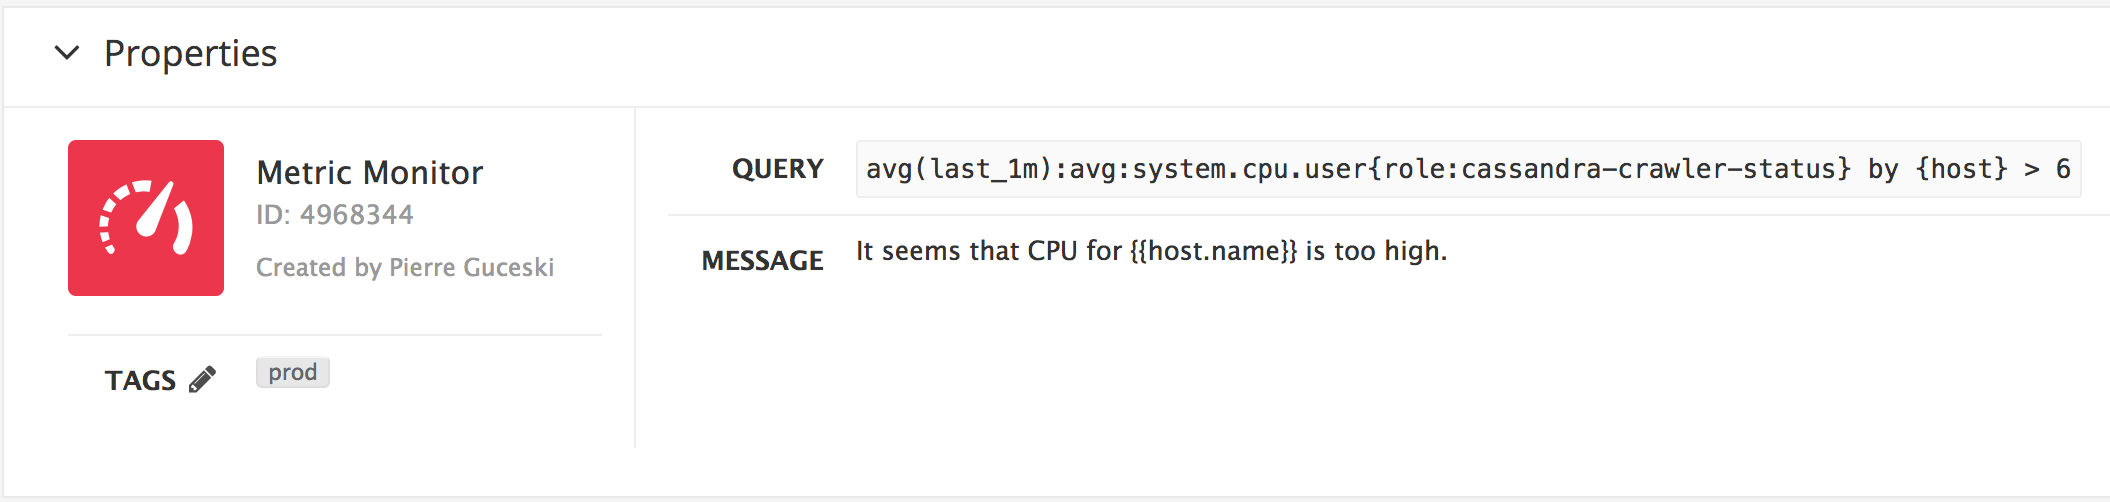 Properties
Metric Monitor
ID: 4968344
Created by Pierre Guceski
TAGS
prod
QUERY
avg(last_1m):avg:system.cpu.user{role:cassandra-crawler-status} by {host} > 6
MESSAGE
It seems that CPU for {{host.name}} is too high.